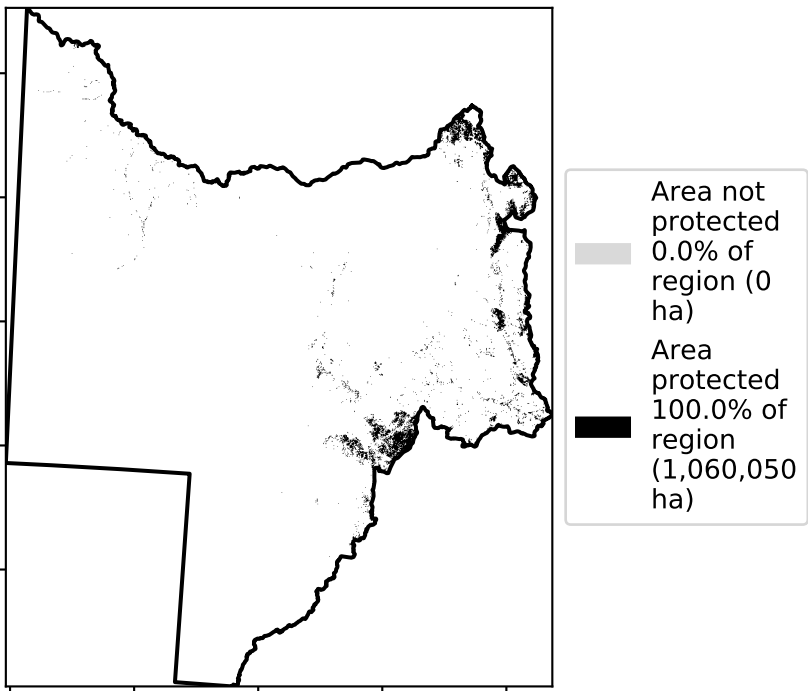 Area not
protected
0.0% of
region (0
ha)
Area
protected
100.0% of
region
(1,060,050
ha)